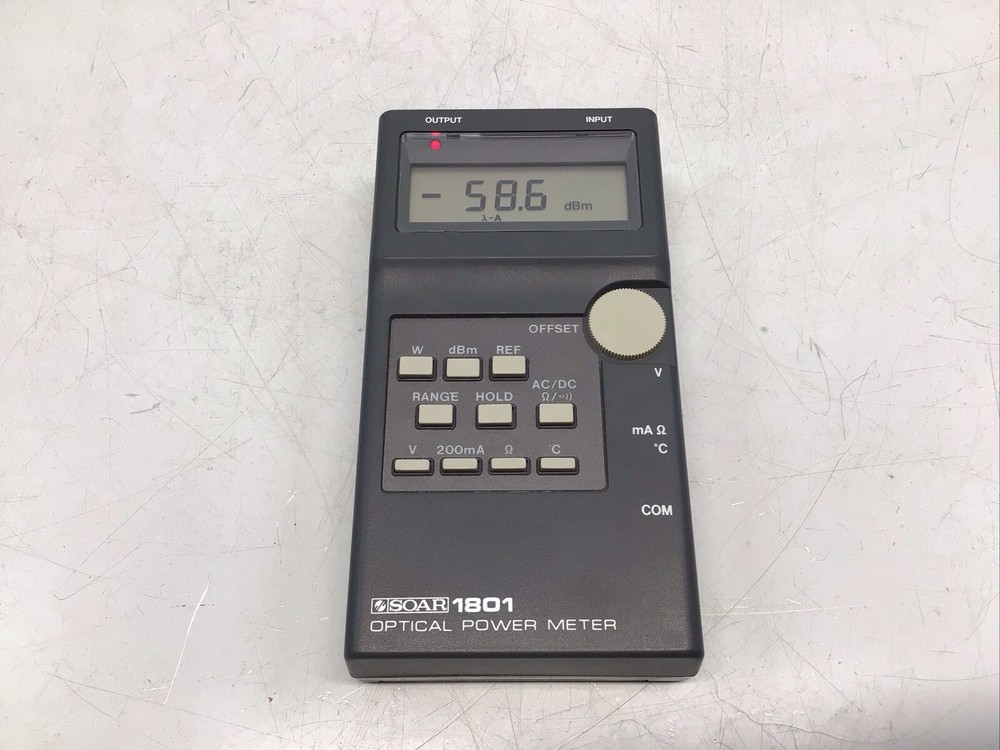 OUTPUT INPUT
- 58.6 dBm
λ-A
OFFSET
W dBm REF
V
AC/DC
RANGE HOLD Ω/•)))
mA Ω
°C
V 200mA Ω C
COM
SOAR 1801
OPTICAL POWER METER